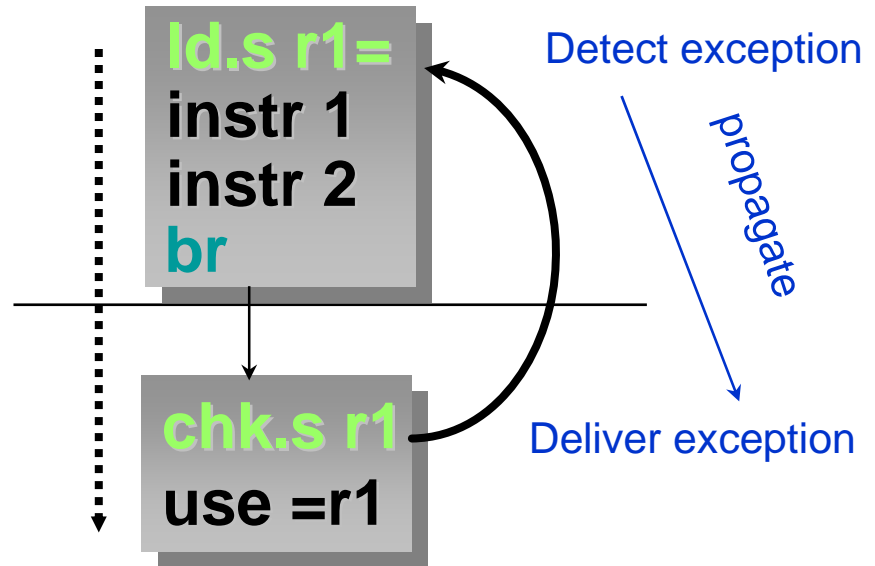 ld.s r1=
instr 1
instr 2
br
chk.s r1
use =r1
Detect exception
propagate
Deliver exception